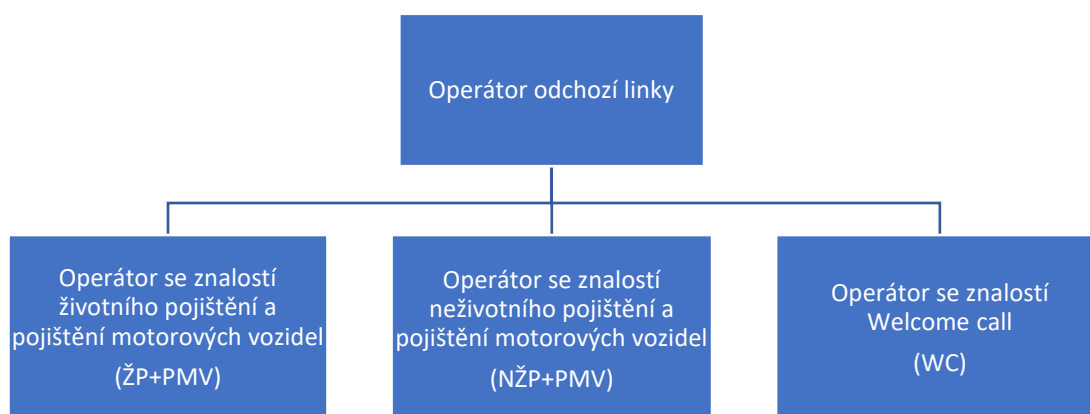 Operátor odchozí linky
Operátor se znalostí
životního pojištění a
pojištění motorových vozidel
(ŽP+PMV)
Operátor se znalostí
neživotního pojištění a
pojištění motorových vozidel
(NŽP+PMV)
Operátor se znalostí
Welcome call
(WC)